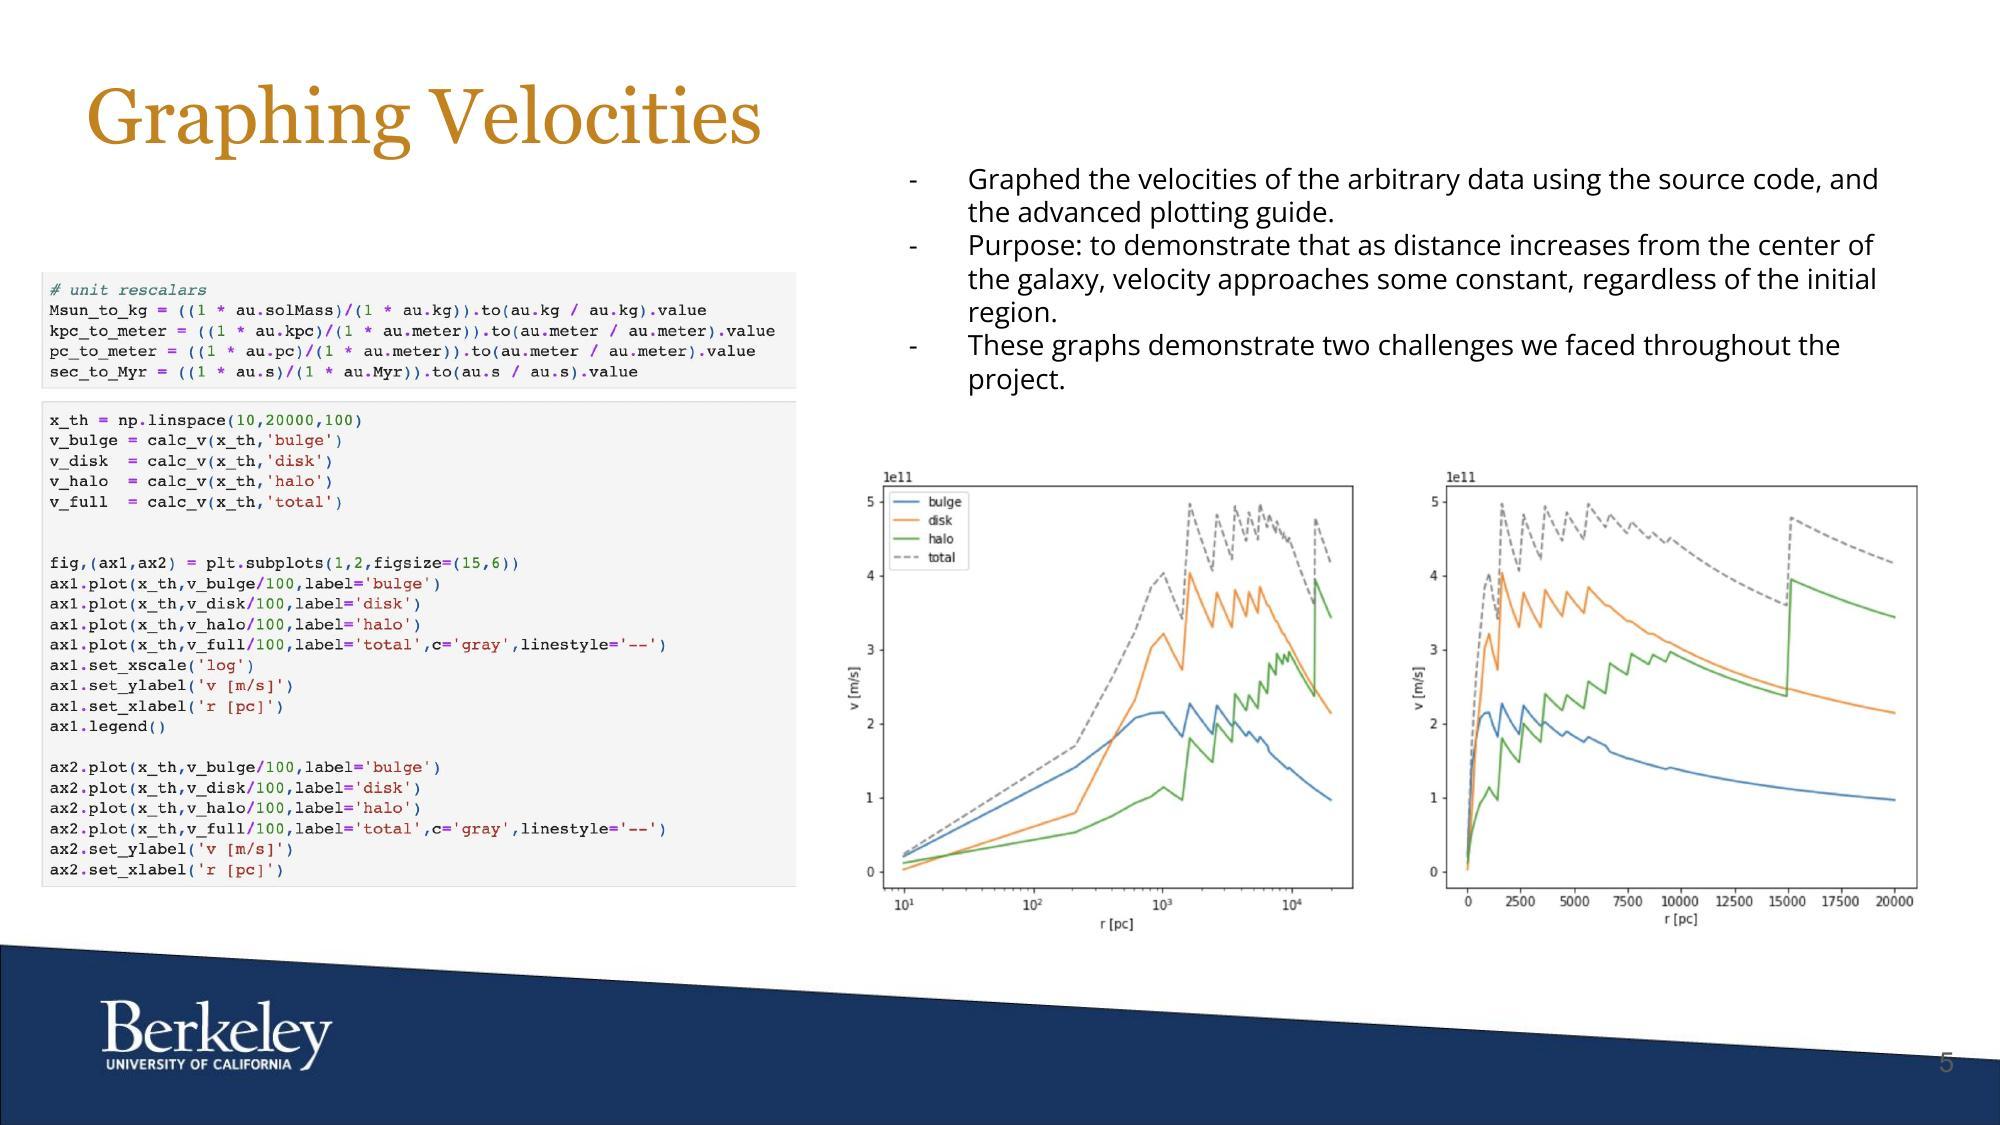 Graphing Velocities
- Graphed the velocities of the arbitrary data using the source code, and
the advanced plotting guide.
- Purpose: to demonstrate that as distance increases from the center of
the galaxy, velocity approaches some constant, regardless of the initial
region.
- These graphs demonstrate two challenges we faced throughout the
project.
# unit rescalars
Msun_to_kg = ((1 * au.solMass)/(1 * au.kg)).to(au.kg / au.kg).value
kpc_to_meter = ((1 * au.kpc)/(1 * au.meter)).to(au.meter / au.meter).value
pc_to_meter = ((1 * au.pc)/(1 * au.meter)).to(au.meter / au.meter).value
sec_to_Myr = ((1 * au.s)/(1 * au.Myr)).to(au.s / au.s).value
x_th = np.linspace(10,20000,100)
v_bulge = calc_v(x_th,'bulge')
v_disk  = calc_v(x_th,'disk')
v_halo  = calc_v(x_th,'halo')
v_full  = calc_v(x_th,'total')
fig,(ax1,ax2) = plt.subplots(1,2,figsize=(15,6))
ax1.plot(x_th,v_bulge/100,label='bulge')
ax1.plot(x_th,v_disk/100,label='disk')
ax1.plot(x_th,v_halo/100,label='halo')
ax1.plot(x_th,v_full/100,label='total',c='gray',linestyle='--')
ax1.set_xscale('log')
ax1.set_ylabel('v [m/s]')
ax1.set_xlabel('r [pc]')
ax1.legend()
ax2.plot(x_th,v_bulge/100,label='bulge')
ax2.plot(x_th,v_disk/100,label='disk')
ax2.plot(x_th,v_halo/100,label='halo')
ax2.plot(x_th,v_full/100,label='total',c='gray',linestyle='--')
ax2.set_ylabel('v [m/s]')
ax2.set_xlabel('r [pc]')
1e11
5
4
3
2
1
0
v [m/s]
bulge
disk
halo
total
10¹ 10² 10³ 10⁴
r [pc]
1e11
5
4
3
2
1
0
v [m/s]
0 2500 5000 7500 10000 12500 15000 17500 20000
r [pc]
Berkeley
UNIVERSITY OF CALIFORNIA
5